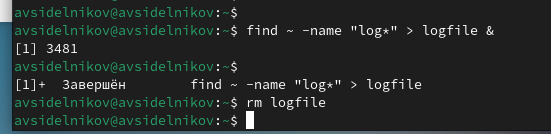 avsidelnikov@avsidelnikov:~$
avsidelnikov@avsidelnikov:~$ find ~ -name "log*" > logfile &
[1] 3481
avsidelnikov@avsidelnikov:~$
[1]+  Завершён        find ~ -name "log*" > logfile
avsidelnikov@avsidelnikov:~$ rm logfile
avsidelnikov@avsidelnikov:~$